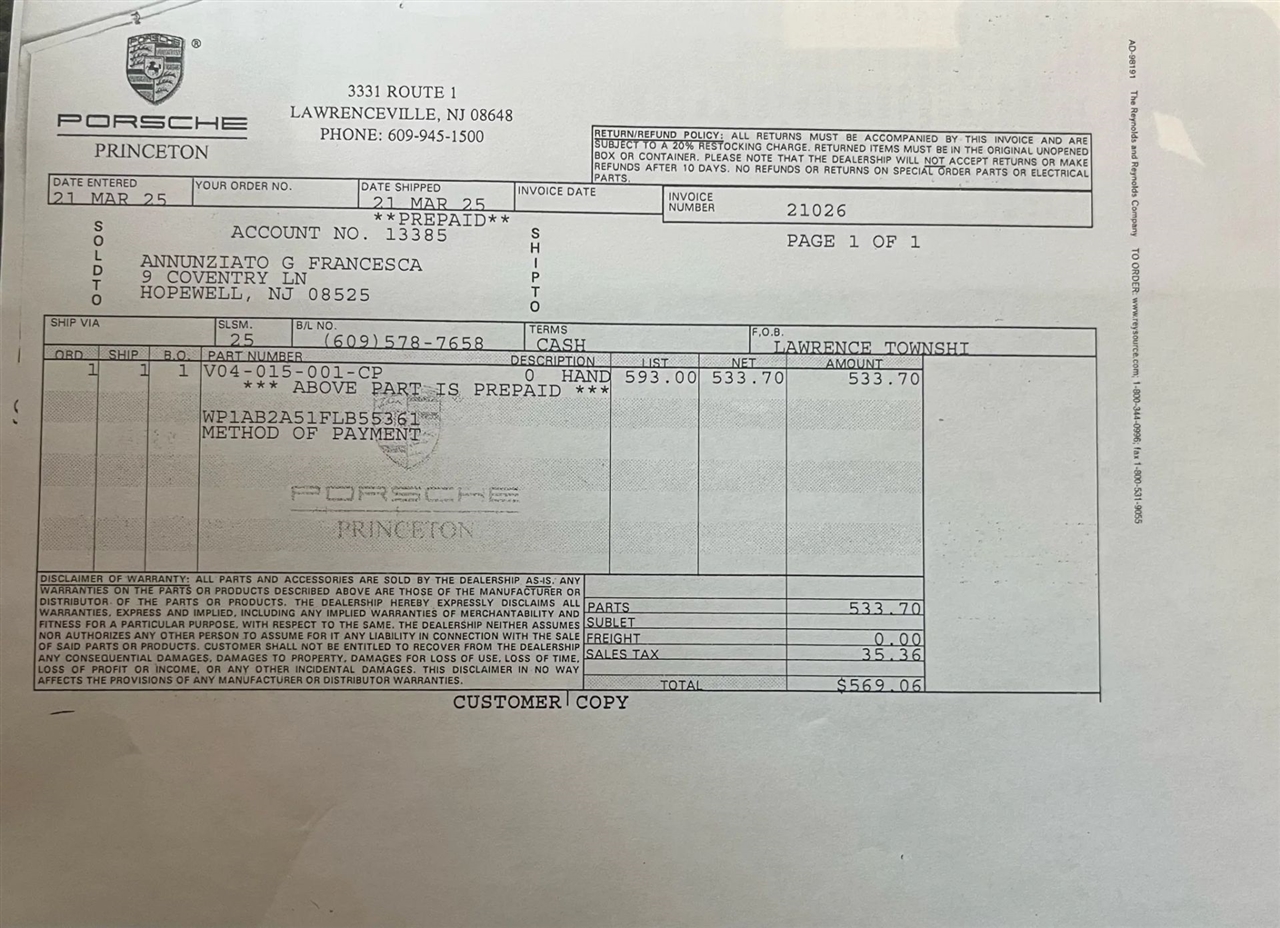 PORSCHE
®
PORSCHE
PRINCETON
3331 ROUTE 1
LAWRENCEVILLE, NJ 08648
PHONE: 609-945-1500
RETURN/REFUND POLICY: ALL RETURNS MUST BE ACCOMPANIED BY THIS INVOICE AND ARE
SUBJECT TO A 20% RESTOCKING CHARGE. RETURNED ITEMS MUST BE IN THE ORIGINAL UNOPENED
BOX OR CONTAINER. PLEASE NOTE THAT THE DEALERSHIP WILL NOT ACCEPT RETURNS OR MAKE
REFUNDS AFTER 10 DAYS. NO REFUNDS OR RETURNS ON SPECIAL ORDER PARTS OR ELECTRICAL
PARTS.
DATE ENTERED YOUR ORDER NO. DATE SHIPPED INVOICE DATE INVOICE NUMBER
21 MAR 25 21 MAR 25 21026
**PREPAID**
ACCOUNT NO. 13385
PAGE 1 OF 1
SOLD TO
ANNUNZIATO G FRANCESCA
9 COVENTRY LN
HOPEWELL, NJ 08525
SHIP TO
SHIP VIA SLSM. B/L NO. TERMS F.O.B.
25 (609)578-7658 CASH LAWRENCE TOWNSHI
ORD. SHIP B.O. PART NUMBER DESCRIPTION LIST NET AMOUNT
1 1 1 V04-015-001-CP 0 HAND 593.00 533.70 533.70
*** ABOVE PART IS PREPAID ***
WP1AB2A51FLB55361
METHOD OF PAYMENT
PORSCHE
PRINCETON
DISCLAIMER OF WARRANTY: ALL PARTS AND ACCESSORIES ARE SOLD BY THE DEALERSHIP AS-IS. ANY
WARRANTIES ON THE PARTS OR PRODUCTS DESCRIBED ABOVE ARE THOSE OF THE MANUFACTURER OR
DISTRIBUTOR OF THE PARTS OR PRODUCTS. THE DEALERSHIP HEREBY EXPRESSLY DISCLAIMS ALL
WARRANTIES, EXPRESS AND IMPLIED, INCLUDING ANY IMPLIED WARRANTIES OF MERCHANTABILITY AND
FITNESS FOR A PARTICULAR PURPOSE, WITH RESPECT TO THE SAME. THE DEALERSHIP NEITHER ASSUMES
NOR AUTHORIZES ANY OTHER PERSON TO ASSUME FOR IT ANY LIABILITY IN CONNECTION WITH THE SALE
OF SAID PARTS OR PRODUCTS. CUSTOMER SHALL NOT BE ENTITLED TO RECOVER FROM THE DEALERSHIP
ANY CONSEQUENTIAL DAMAGES, DAMAGES TO PROPERTY, DAMAGES FOR LOSS OF USE, LOSS OF TIME,
LOSS OF PROFIT OR INCOME, OR ANY OTHER INCIDENTAL DAMAGES. THIS DISCLAIMER IN NO WAY
AFFECTS THE PROVISIONS OF ANY MANUFACTURER OR DISTRIBUTOR WARRANTIES.
PARTS 533.70
SUBLET
FREIGHT 0.00
SALES TAX 35.36
TOTAL $569.06
CUSTOMER COPY
AD-98191 The Reynolds and Reynolds Company TO ORDER: www.reysource.com; 1-800-344-0996; fax 1-800-531-9055